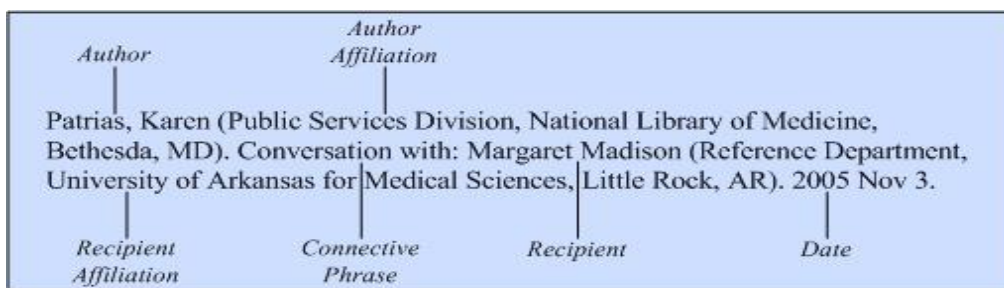 Author
Author
Affiliation
Patrias, Karen (Public Services Division, National Library of Medicine,
Bethesda, MD). Conversation with: Margaret Madison (Reference Department,
University of Arkansas for Medical Sciences, Little Rock, AR). 2005 Nov 3.
Recipient
Affiliation
Connective
Phrase
Recipient
Date